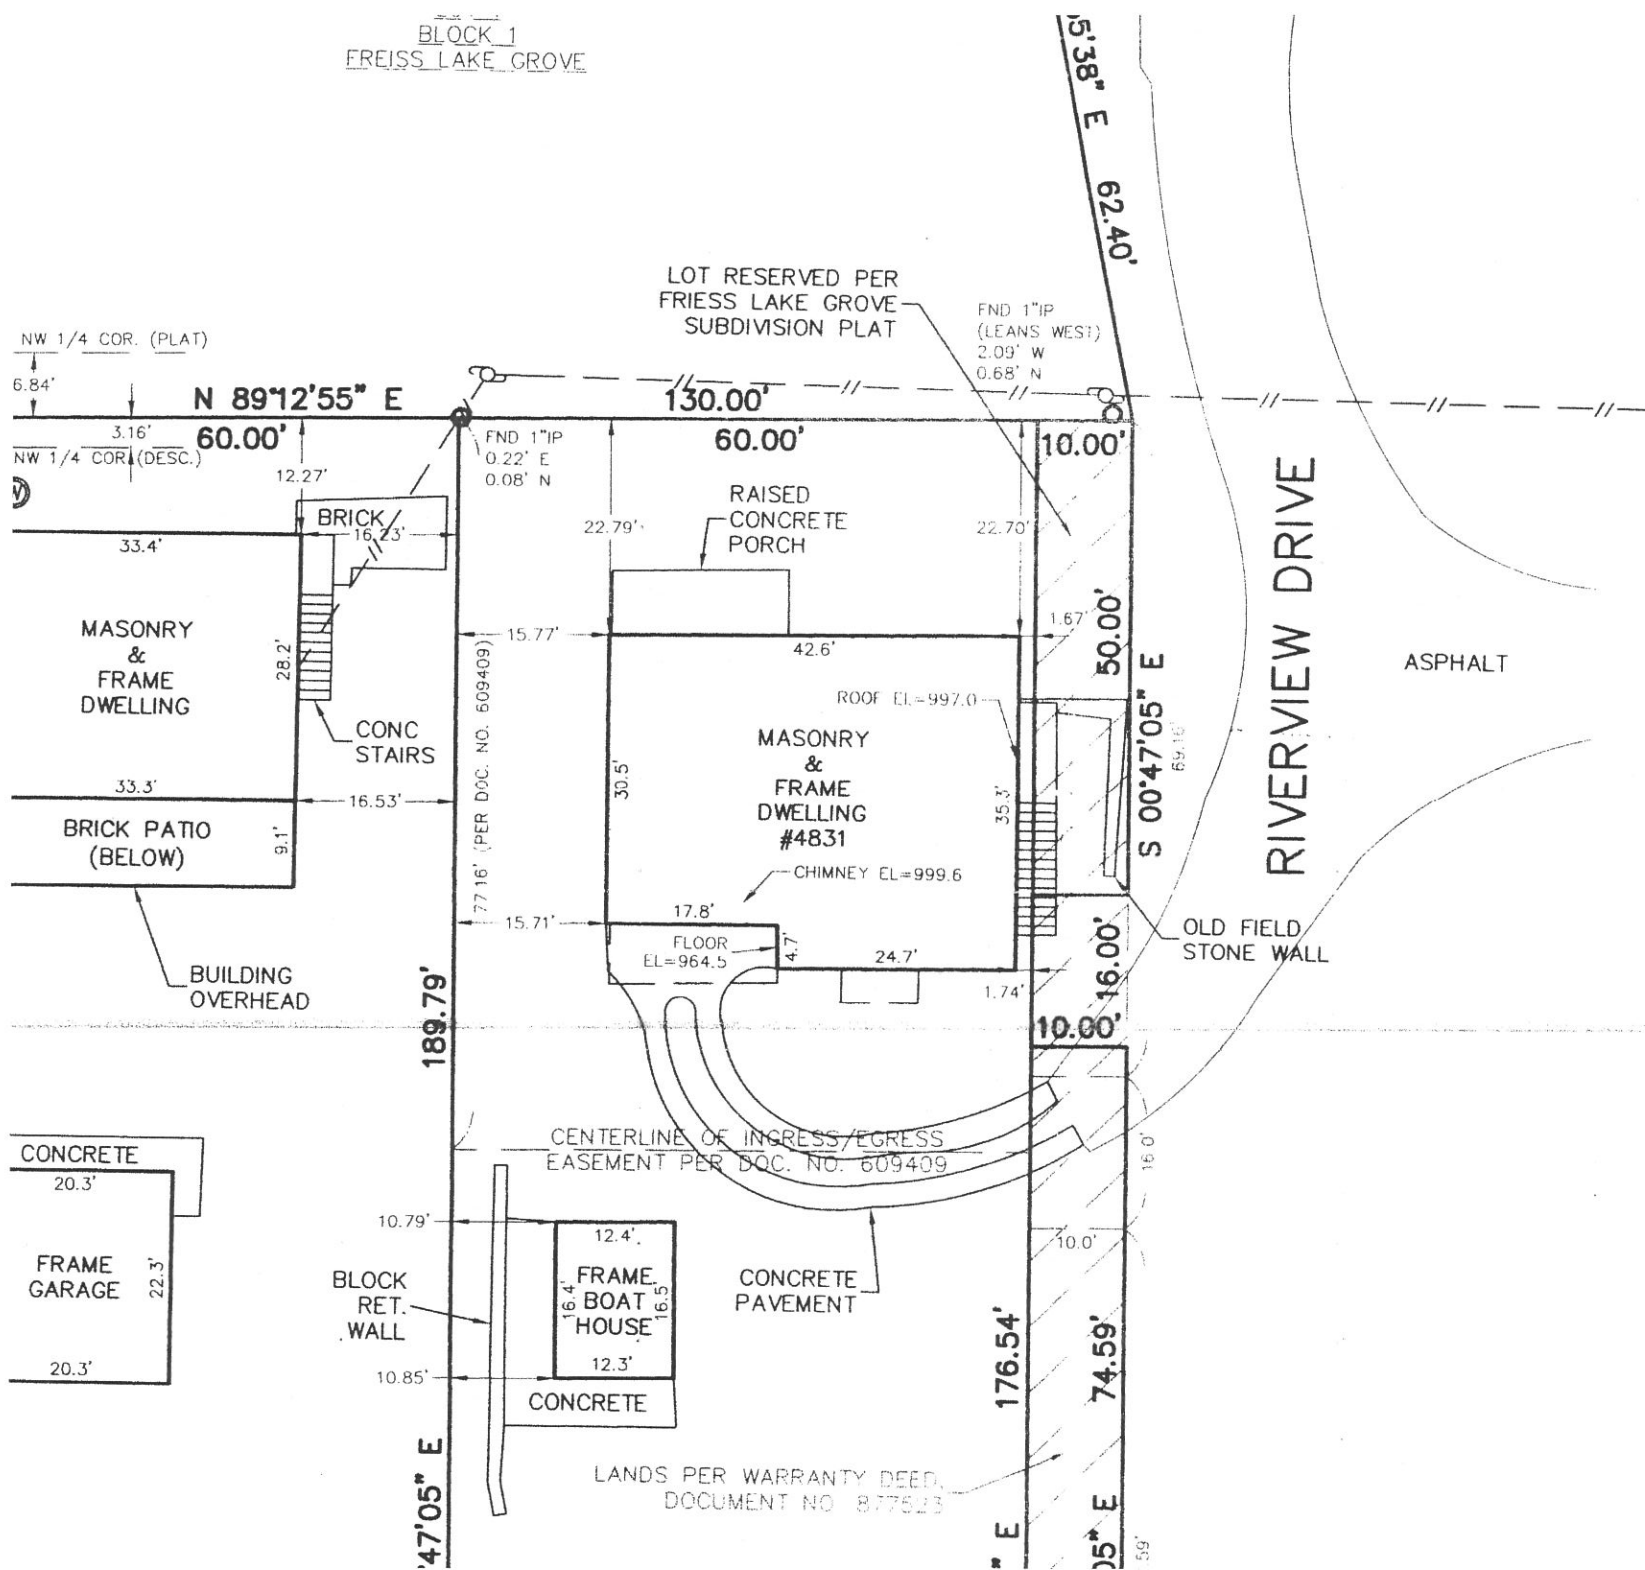 BLOCK 1
FREISS LAKE GROVE
55'38" E 62.40'
LOT RESERVED PER
FRIESS LAKE GROVE
SUBDIVISION PLAT
FND 1"IP
(LEANS WEST)
2.09' W
0.68' N
NW 1/4 COR. (PLAT)
6.84'
N 89°12'55" E
130.00'
3.16'
60.00'
60.00'
10.00'
NW 1/4 COR.(DESC.)
12.27'
FND 1"IP
0.22' E
0.08' N
W
BRICK
16.23'
33.4'
22.79'
RAISED
CONCRETE
PORCH
22.70'
MASONRY
&
FRAME
DWELLING
28.2'
CONC
STAIRS
33.3'
16.53'
BRICK PATIO
(BELOW)
9.1'
BUILDING
OVERHEAD
15.77'
77.16' (PER DOC. NO. 609409)
42.6'
1.67'
50.00'
S 00°47'05" E
69.16'
RIVERVIEW DRIVE
ASPHALT
ROOF EL=997.0
MASONRY
&
FRAME
DWELLING
#4831
30.5'
35.3'
CHIMNEY EL=999.6
15.71'
17.8'
FLOOR
EL=964.5
4.7'
24.7'
1.74'
16.00'
OLD FIELD
STONE WALL
10.00'
189.79'
CENTERLINE OF INGRESS/EGRESS
EASEMENT PER DOC. NO. 609409
16.0'
10.0'
CONCRETE
20.3'
FRAME
GARAGE
22.3'
20.3'
10.79'
12.4'
FRAME
BOAT
HOUSE
16.4'
16.5'
12.3'
10.85'
CONCRETE
BLOCK
RET.
WALL
CONCRETE
PAVEMENT
176.54'
74.59'
LANDS PER WARRANTY DEED,
DOCUMENT NO. 877523
'47'05" E
" E
05" E
59'